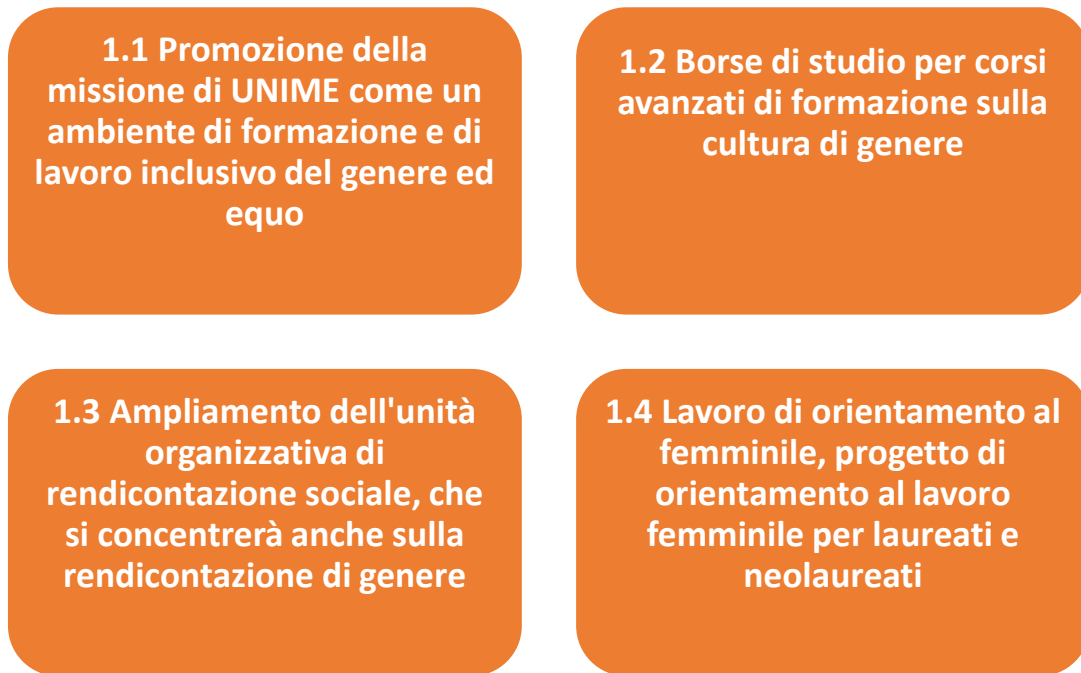 1.1 Promozione della
missione di UNIME come un
ambiente di formazione e di
lavoro inclusivo del genere ed
equo
1.2 Borse di studio per corsi
avanzati di formazione sulla
cultura di genere
1.3 Ampliamento dell'unità
organizzativa di
rendicontazione sociale, che
si concentrerà anche sulla
rendicontazione di genere
1.4 Lavoro di orientamento al
femminile, progetto di
orientamento al lavoro
femminile per laureati e
neolaureati